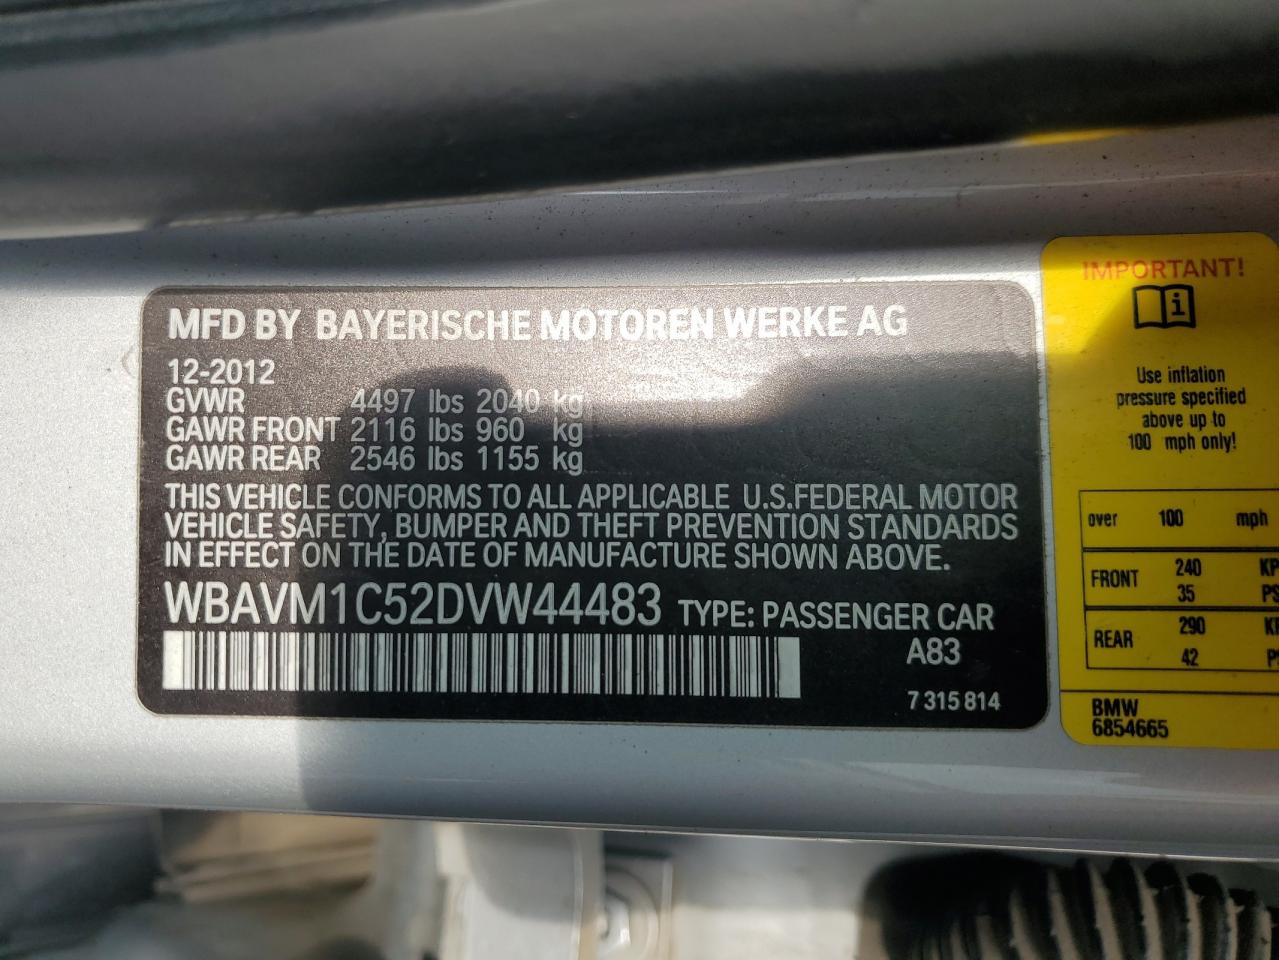 MFD BY BAYERISCHE MOTOREN WERKE AG
12-2012
GVWR 4497 lbs 2040 kg
GAWR FRONT 2116 lbs 960 kg
GAWR REAR 2546 lbs 1155 kg
THIS VEHICLE CONFORMS TO ALL APPLICABLE U.S.FEDERAL MOTOR
VEHICLE SAFETY, BUMPER AND THEFT PREVENTION STANDARDS
IN EFFECT ON THE DATE OF MANUFACTURE SHOWN ABOVE.
WBAVM1C52DVW44483 TYPE: PASSENGER CAR
A83
7 315 814
IMPORTANT!
i
Use inflation
pressure specified
above up to
100 mph only!
over 100 mph
FRONT 240
35
REAR 290
42
BMW
6854665